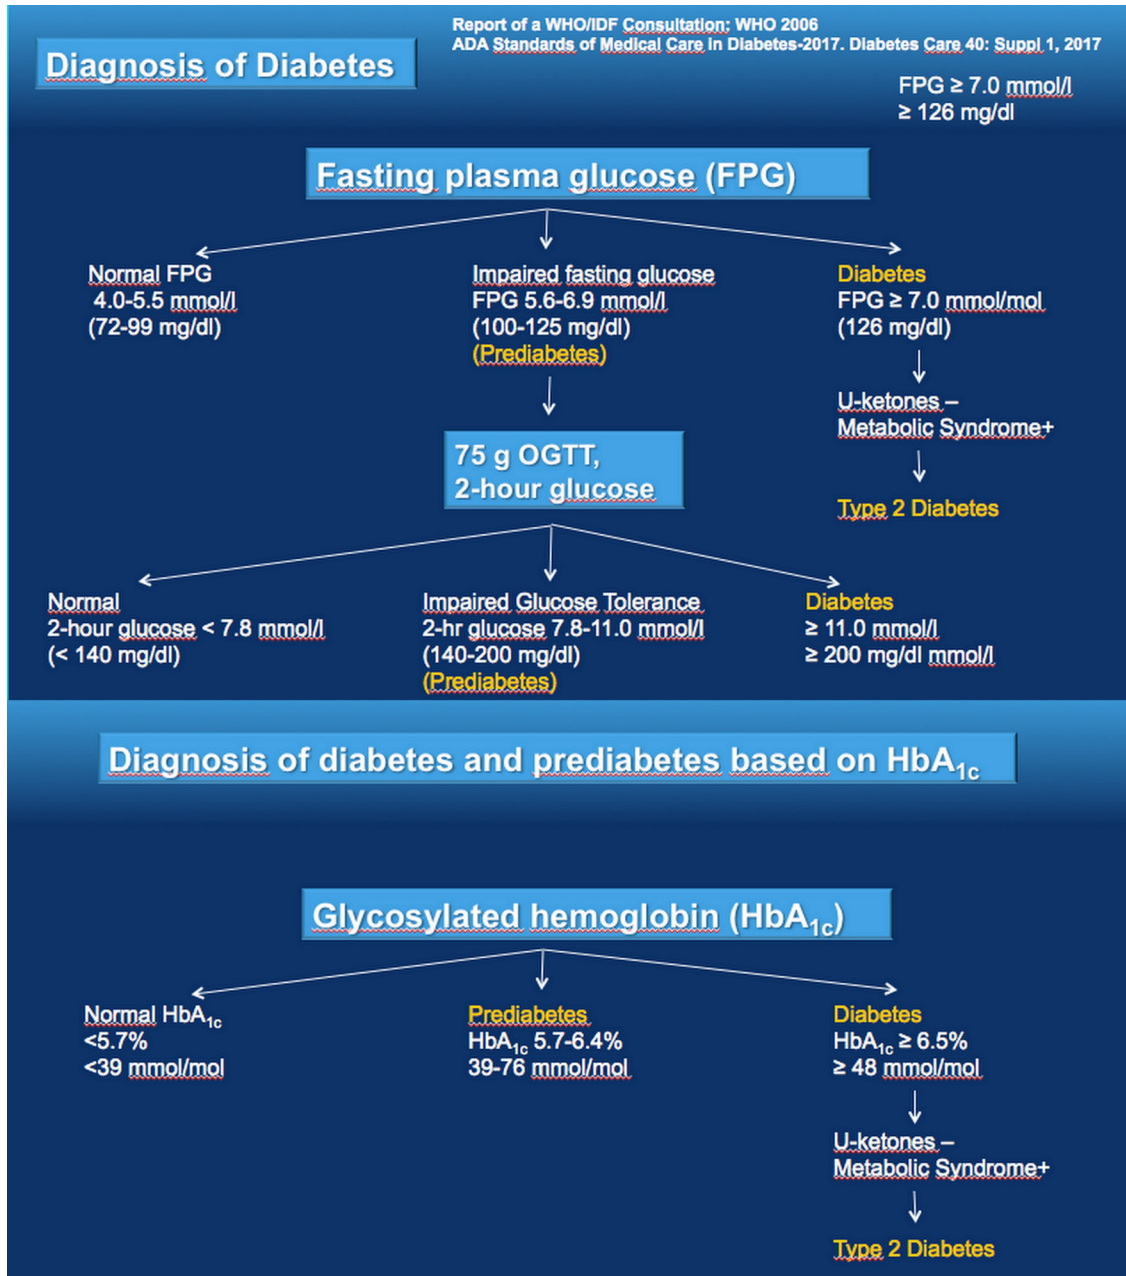 Report of a WHO/IDF Consultation; WHO 2006
ADA Standards of Medical Care in Diabetes-2017. Diabetes Care 40: Suppl 1, 2017
Diagnosis of Diabetes
FPG ≥ 7.0 mmol/l
≥ 126 mg/dl
Fasting plasma glucose (FPG)
Normal FPG
4.0-5.5 mmol/l
(72-99 mg/dl)
Impaired fasting glucose
FPG 5.6-6.9 mmol/l
(100-125 mg/dl)
(Prediabetes)
Diabetes
FPG ≥ 7.0 mmol/mol
(126 mg/dl)
U-ketones –
Metabolic Syndrome+
Type 2 Diabetes
75 g OGTT,
2-hour glucose
Normal
2-hour glucose < 7.8 mmol/l
(< 140 mg/dl)
Impaired Glucose Tolerance
2-hr glucose 7.8-11.0 mmol/l
(140-200 mg/dl)
(Prediabetes)
Diabetes
≥ 11.0 mmol/l
≥ 200 mg/dl mmol/l
Diagnosis of diabetes and prediabetes based on HbA1c
Glycosylated hemoglobin (HbA1c)
Normal HbA1c
<5.7%
<39 mmol/mol
Prediabetes
HbA1c 5.7-6.4%
39-76 mmol/mol
Diabetes
HbA1c ≥ 6.5%
≥ 48 mmol/mol
U-ketones –
Metabolic Syndrome+
Type 2 Diabetes